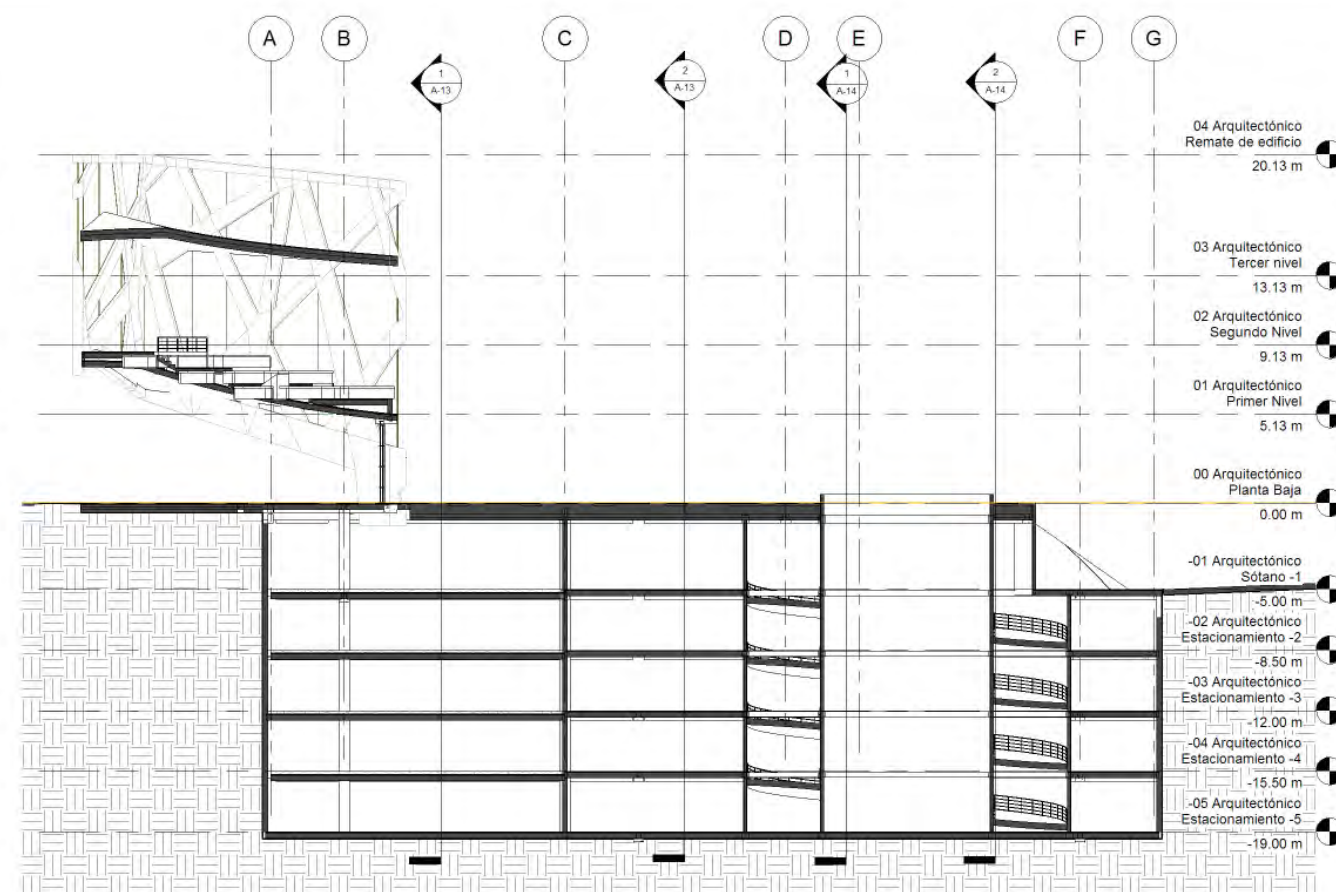 A B C D E F G
1
A-13
2
A-13
1
A-14
2
A-14
04 Arquitectónico
Remate de edificio
20.13 m
03 Arquitectónico
Tercer nivel
13.13 m
02 Arquitectónico
Segundo Nivel
9.13 m
01 Arquitectónico
Primer Nivel
5.13 m
00 Arquitectónico
Planta Baja
0.00 m
-01 Arquitectónico
Sótano -1
-5.00 m
-02 Arquitectónico
Estacionamiento -2
-8.50 m
-03 Arquitectónico
Estacionamiento -3
-12.00 m
-04 Arquitectónico
Estacionamiento -4
-15.50 m
-05 Arquitectónico
Estacionamiento -5
-19.00 m